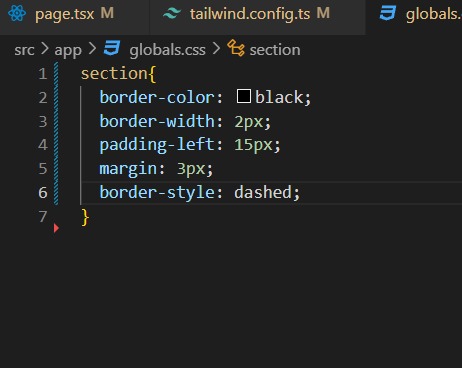 page.tsx M tailwind.config.ts M globals.
src > app > globals.css > section
1 section{
2 border-color: black;
3 border-width: 2px;
4 padding-left: 15px;
5 margin: 3px;
6 border-style: dashed;
7 }